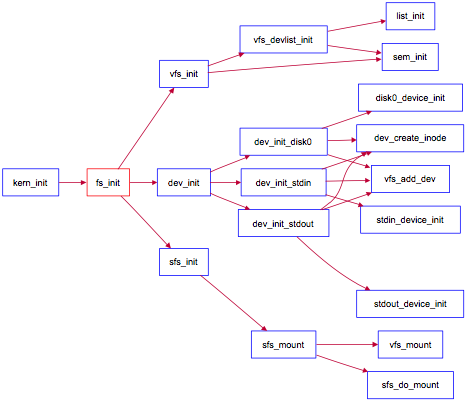 list_init
vfs_devlist_init
sem_init
vfs_init
disk0_device_init
dev_init_disk0
dev_create_inode
kern_init
fs_init
dev_init
dev_init_stdin
vfs_add_dev
dev_init_stdout
stdin_device_init
sfs_init
stdout_device_init
sfs_mount
vfs_mount
sfs_do_mount